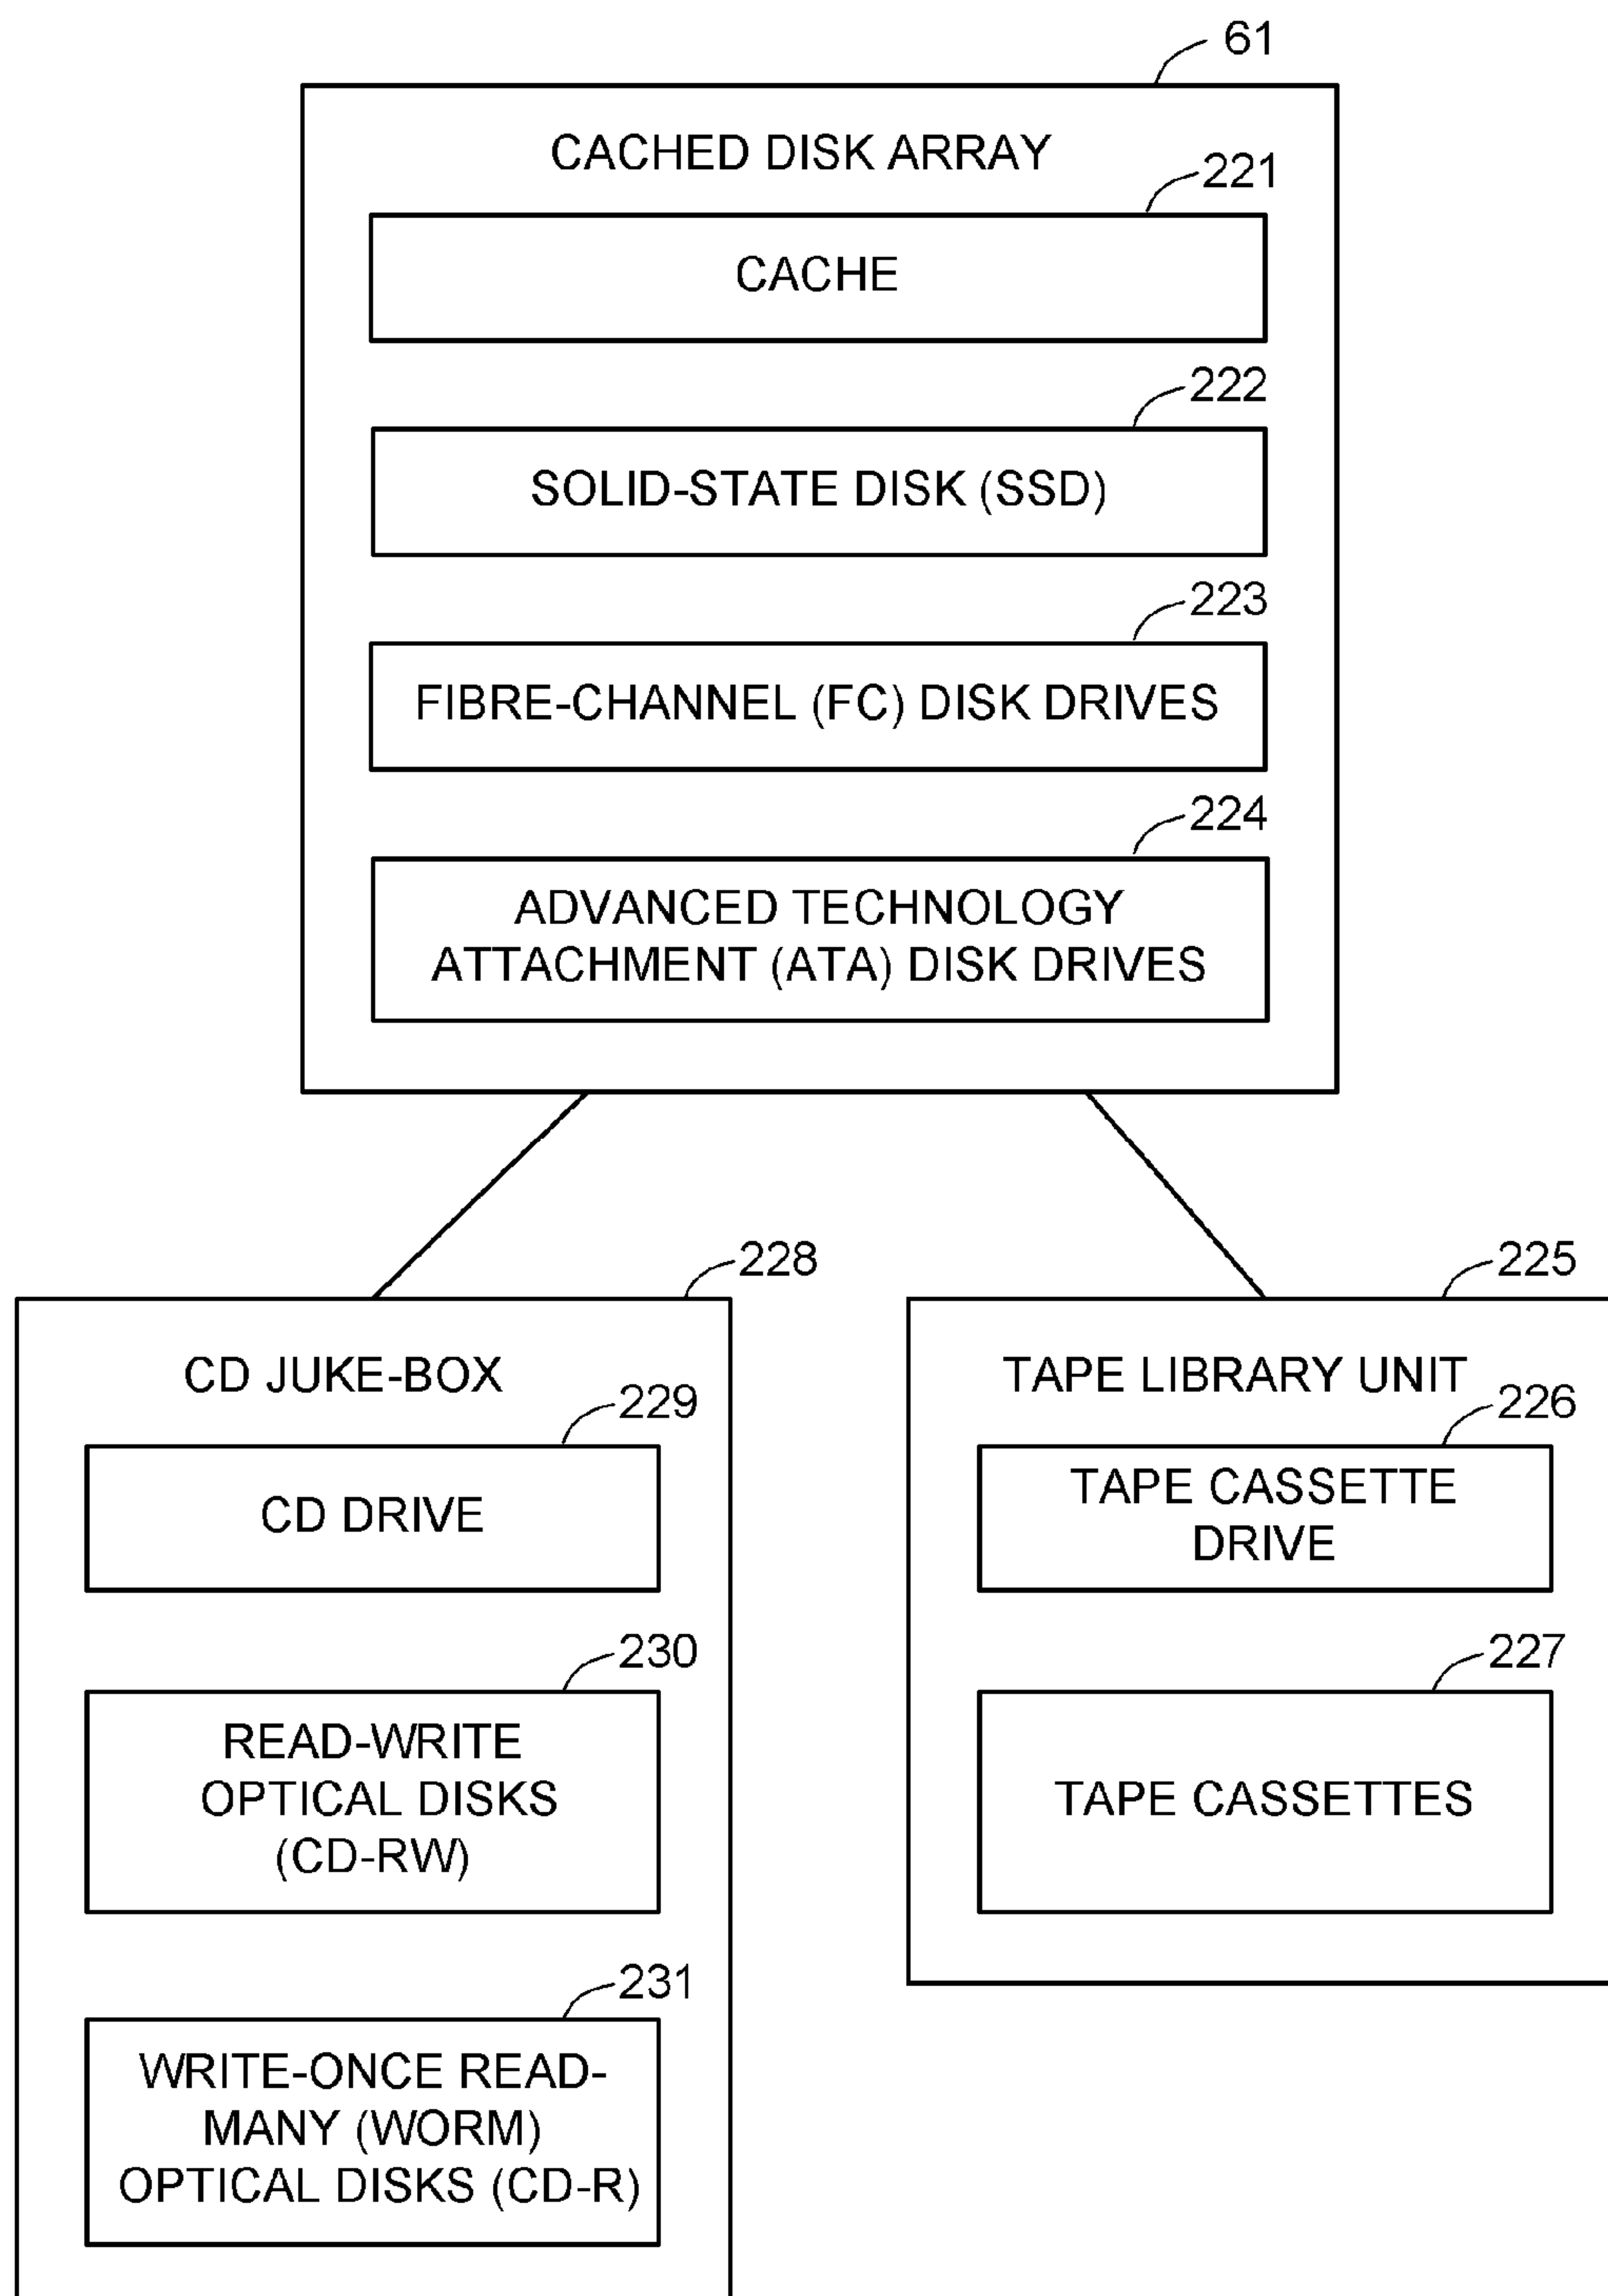 61
CACHED DISK ARRAY
221
CACHE
222
SOLID-STATE DISK (SSD)
223
FIBRE-CHANNEL (FC) DISK DRIVES
224
ADVANCED TECHNOLOGY
ATTACHMENT (ATA) DISK DRIVES
228
CD JUKE-BOX
229
CD DRIVE
230
READ-WRITE
OPTICAL DISKS
(CD-RW)
231
WRITE-ONCE READ-
MANY (WORM)
OPTICAL DISKS (CD-R)
225
TAPE LIBRARY UNIT
226
TAPE CASSETTE
DRIVE
227
TAPE CASSETTES